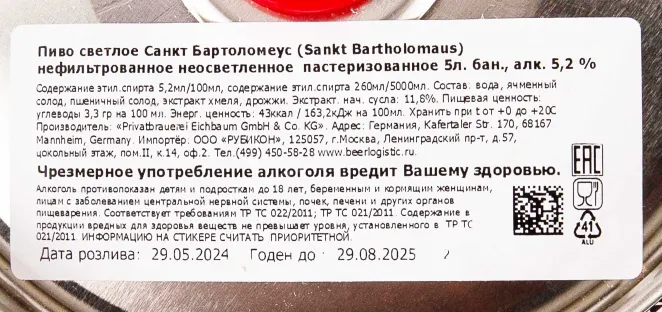 Пиво светлое Санкт Бартоломеус (Sankt Bartholomaus)
нефильтрованное неосветленное пастеризованное 5л. бан., алк. 5,2 %
Содержание этил.спирта 5,2мл/100мл, содержание этил.спирта 260мл/5000мл. Состав: вода, ячменный
солод, пшеничный солод, экстракт хмеля, дрожжи. Экстракт. нач. сусла: 11,8%. Пищевая ценность:
углеводы 3,3 гр на 100 мл. Энерг. ценность: 43ккал / 163,2кДж на 100мл. Хранить при t от +0 до +20С
Производитель: «Privatbrauerei Eichbaum GmbH & Co. KG». Адрес: Германия, Kafertaler Str. 170, 68167
Mannheim, Germany. Импортёр: ООО «РУБИКОН», 125057, г.Москва, Ленинградский пр-т, д.57,
цокольный этаж, пом.II, к.14, оф.2. Тел.(499) 450-58-28 www.beerlogistic.ru.
Чрезмерное употребление алкоголя вредит Вашему здоровью.
Алкоголь противопоказан детям и подросткам до 18 лет, беременным и кормящим женщинам,
лицам с заболеванием центральной нервной системы, почек, печени и других органов
пищеварения. Соответствует требованиям ТР ТС 022/2011; ТР ТС 021/2011. Содержание в
продукции вредных для здоровья веществ не превышает уровня, установленного в ТР ТС
021/2011. ИНФОРМАЦИЮ НА СТИКЕРЕ СЧИТАТЬ ПРИОРИТЕТНОЙ.
Дата розлива: 29.05.2024 Годен до : 29.08.2025
EAC
41
ALU